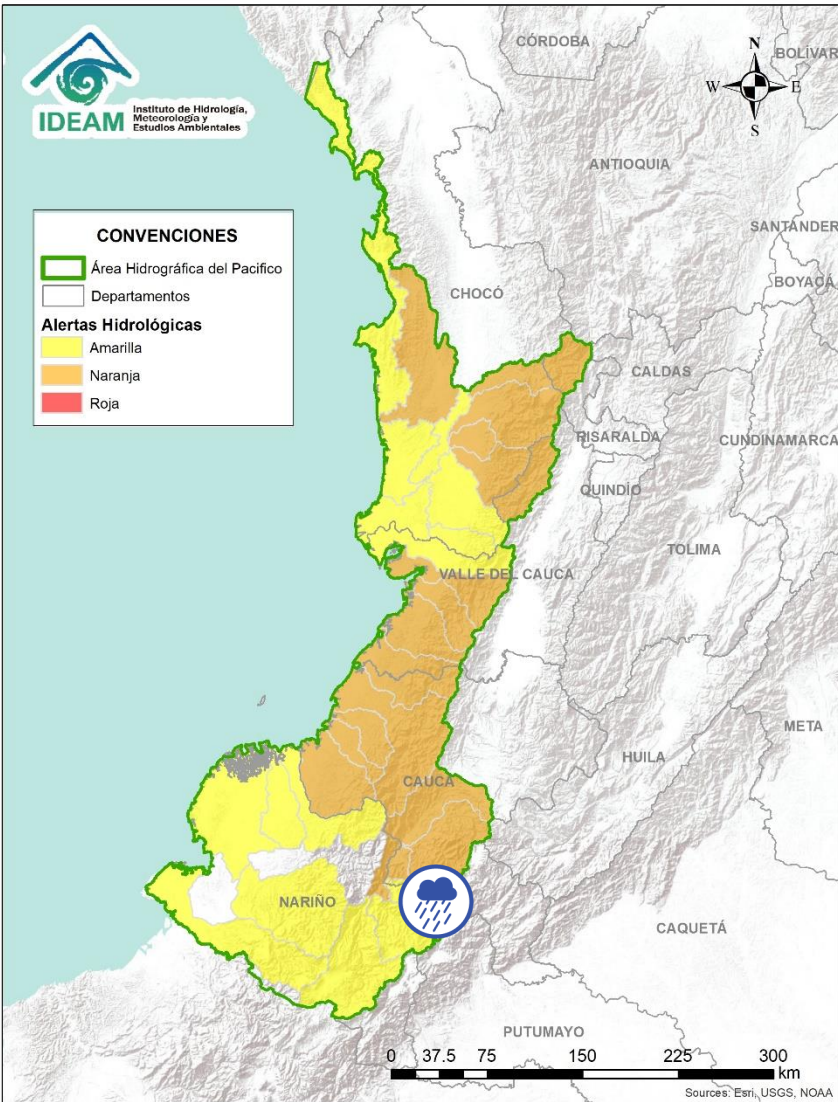 IDEAM
Instituto de Hidrología,
Meteorología y
Estudios Ambientales
CÓRDOBA
BOLÍVAR
N
W
E
S
ANTIOQUIA
SANTANDER
CONVENCIONES
Área Hidrográfica del Pacifico
Departamentos
Alertas Hidrológicas
Amarilla
Naranja
Roja
BOYACÁ
CHOCÓ
CALDAS
RISARALDA
CUNDINAMARCA
QUINDÍO
TOLIMA
VALLE DEL CAUCA
META
HUILA
CAUCA
NARIÑO
CAQUETÁ
PUTUMAYO
0 37.5 75 150 225 300
km
Sources: Esri, USGS, NOAA